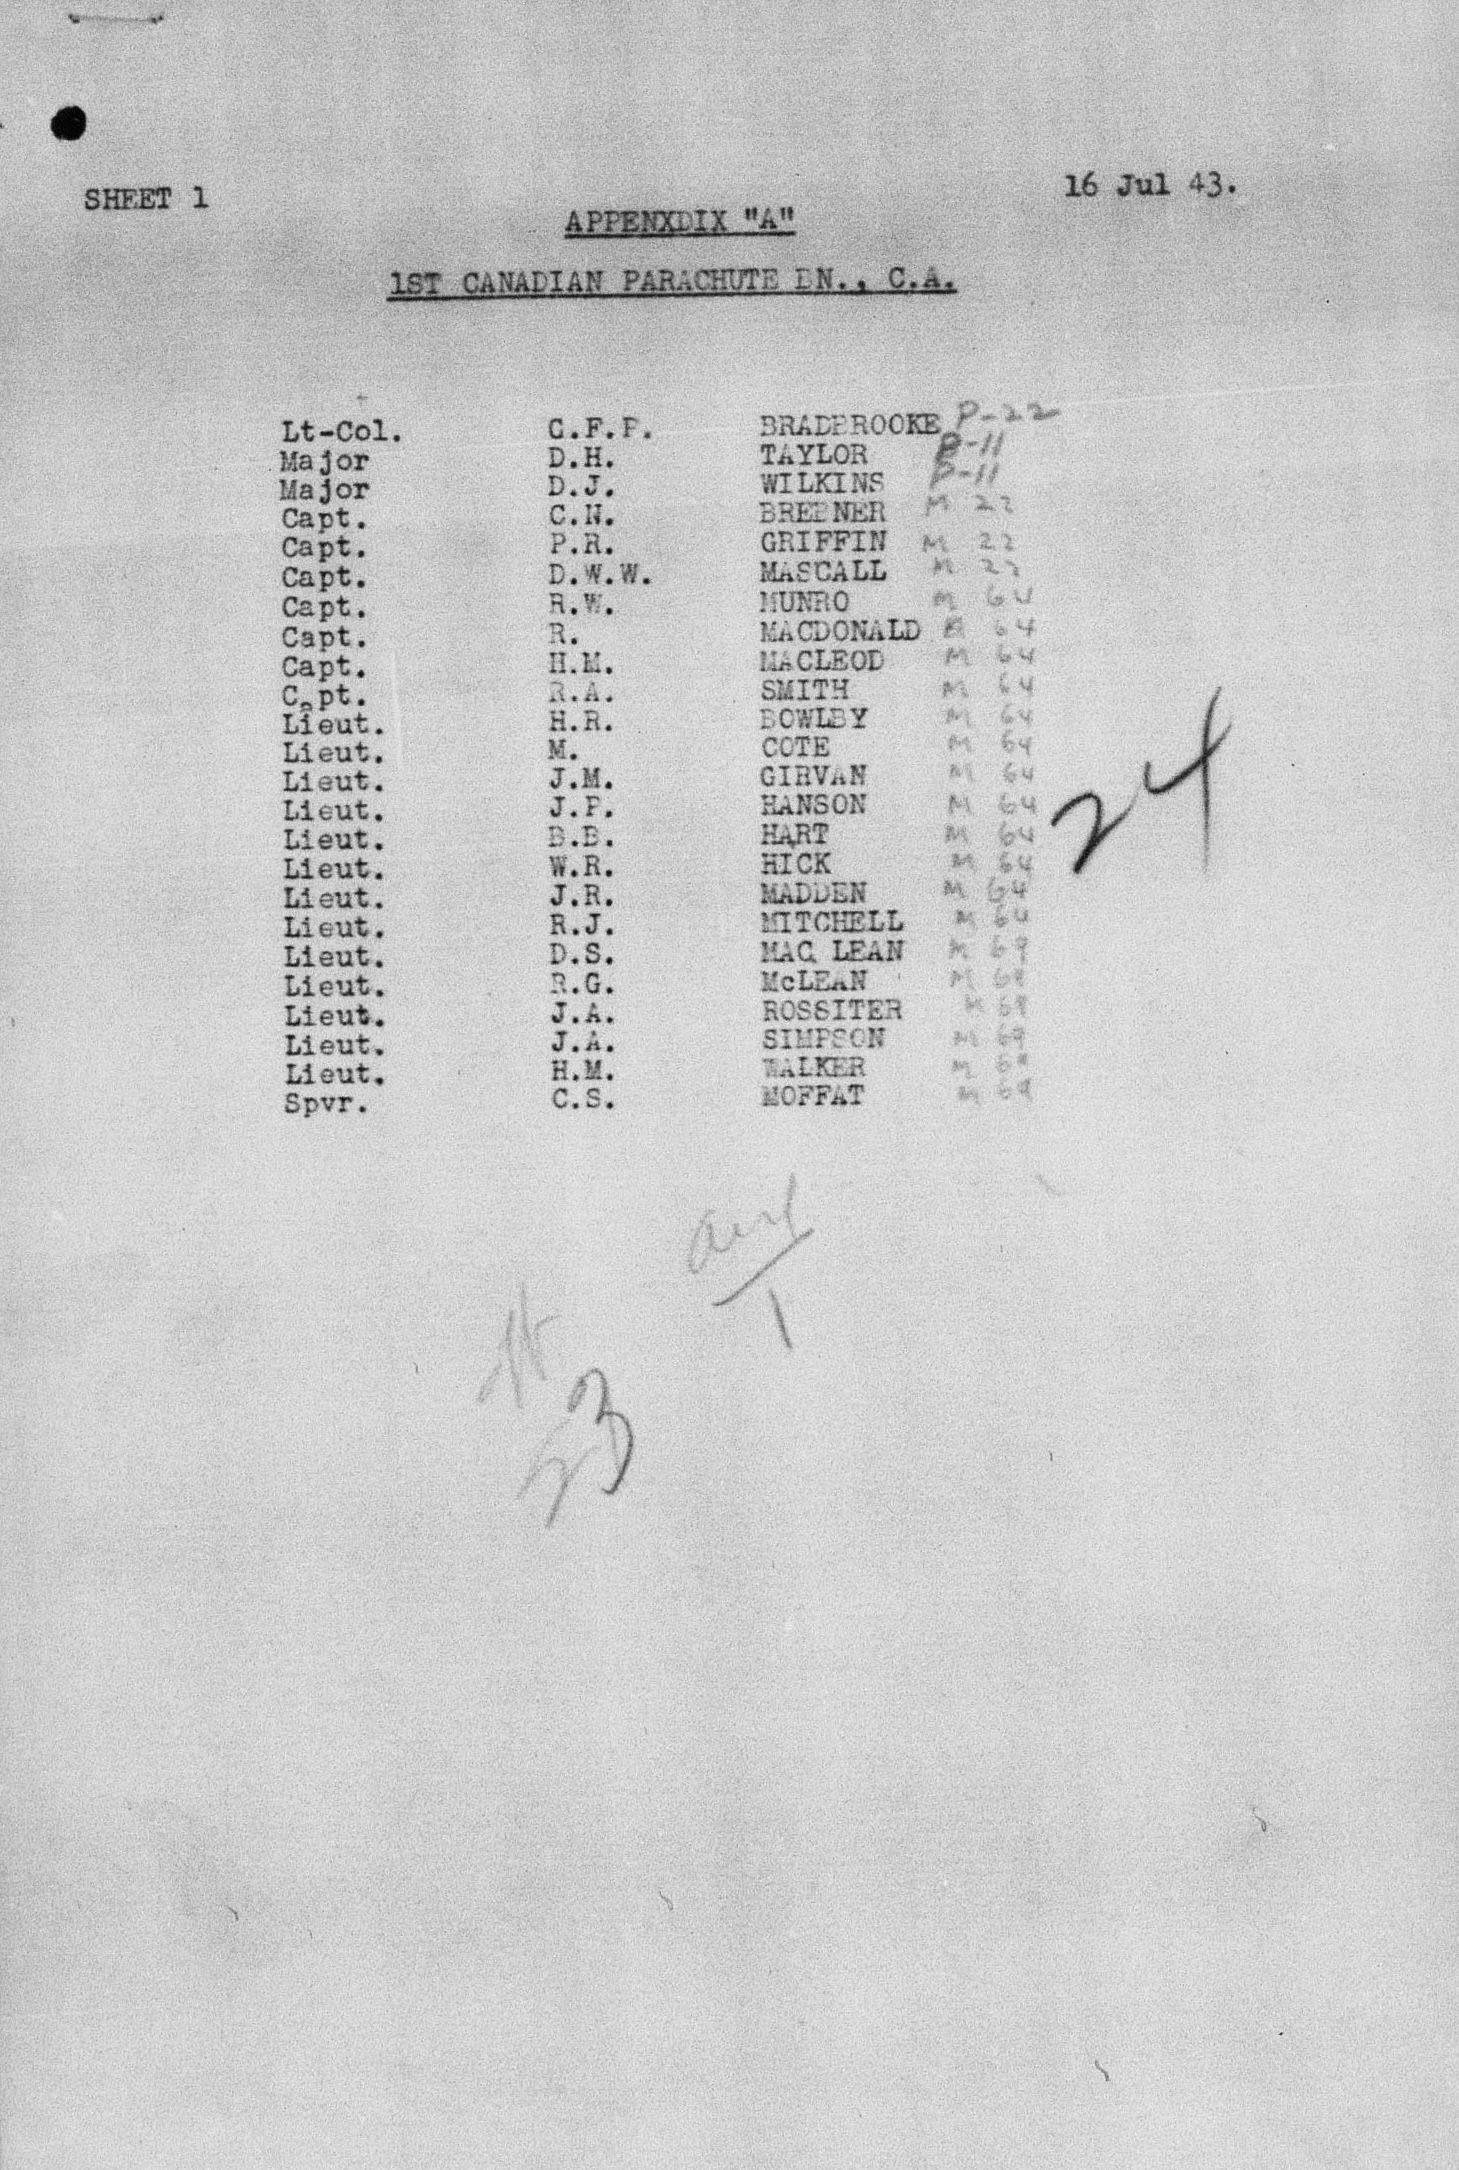 SHEET 1
16 Jul 43.
APPENXDIX "A"
1ST CANADIAN PARACHUTE BN., C.A.
Lt-Col. C.F.P. BRADBROOKE P-22
Major D.H. TAYLOR P-11
Major D.J. WILKINS P-11
Capt. C.N. BREBNER M 22
Capt. P.R. GRIFFIN M 22
Capt. D.W.W. MASCALL M 22
Capt. R.W. MUNRO M 64
Capt. R. MACDONALD M 64
Capt. H.M. MACLEOD M 64
Capt. R.A. SMITH M 64
Lieut. H.R. BOWLBY M 64
Lieut. M. COTE M 64
Lieut. J.M. GIRVAN M 64
Lieut. J.P. HANSON M 64
Lieut. B.B. HART M 64
Lieut. W.R. HICK M 64
Lieut. J.R. MADDEN M 64
Lieut. R.J. MITCHELL M 64
Lieut. D.S. MAC LEAN M 69
Lieut. R.G. McLEAN M 69
Lieut. J.A. ROSSITER M 69
Lieut. J.A. SIMPSON M 69
Lieut. H.M. WALKER M 69
Spvr. C.S. MOFFAT M 69
24
1
23